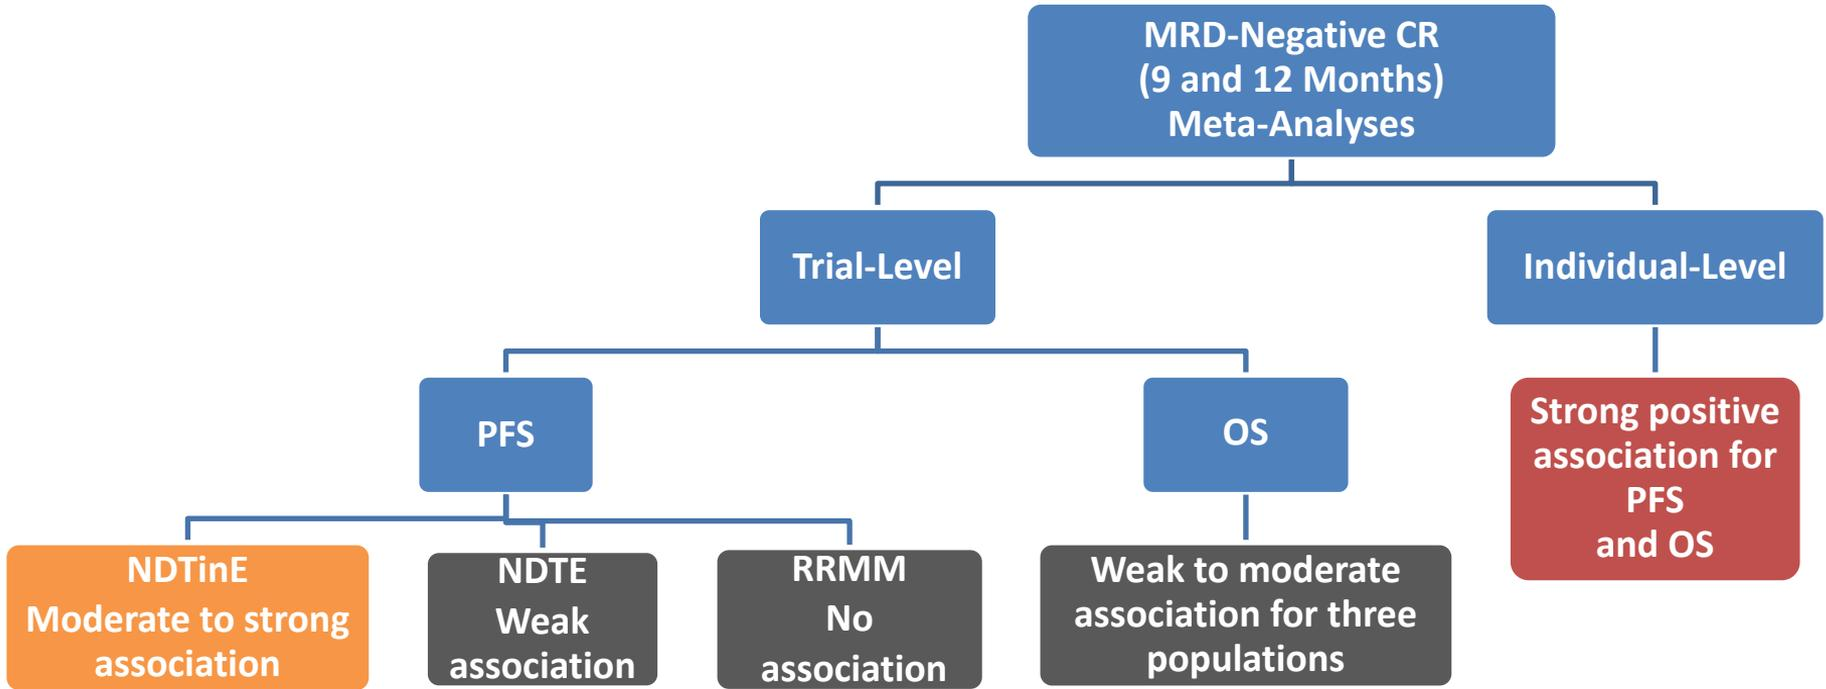 MRD-Negative CR
(9 and 12 Months)
Meta-Analyses
Trial-Level
Individual-Level
PFS
OS
Strong positive
association for
PFS
and OS
NDTinE
Moderate to strong
association
NDTE
Weak
association
RRMM
No
association
Weak to moderate
association for three
populations